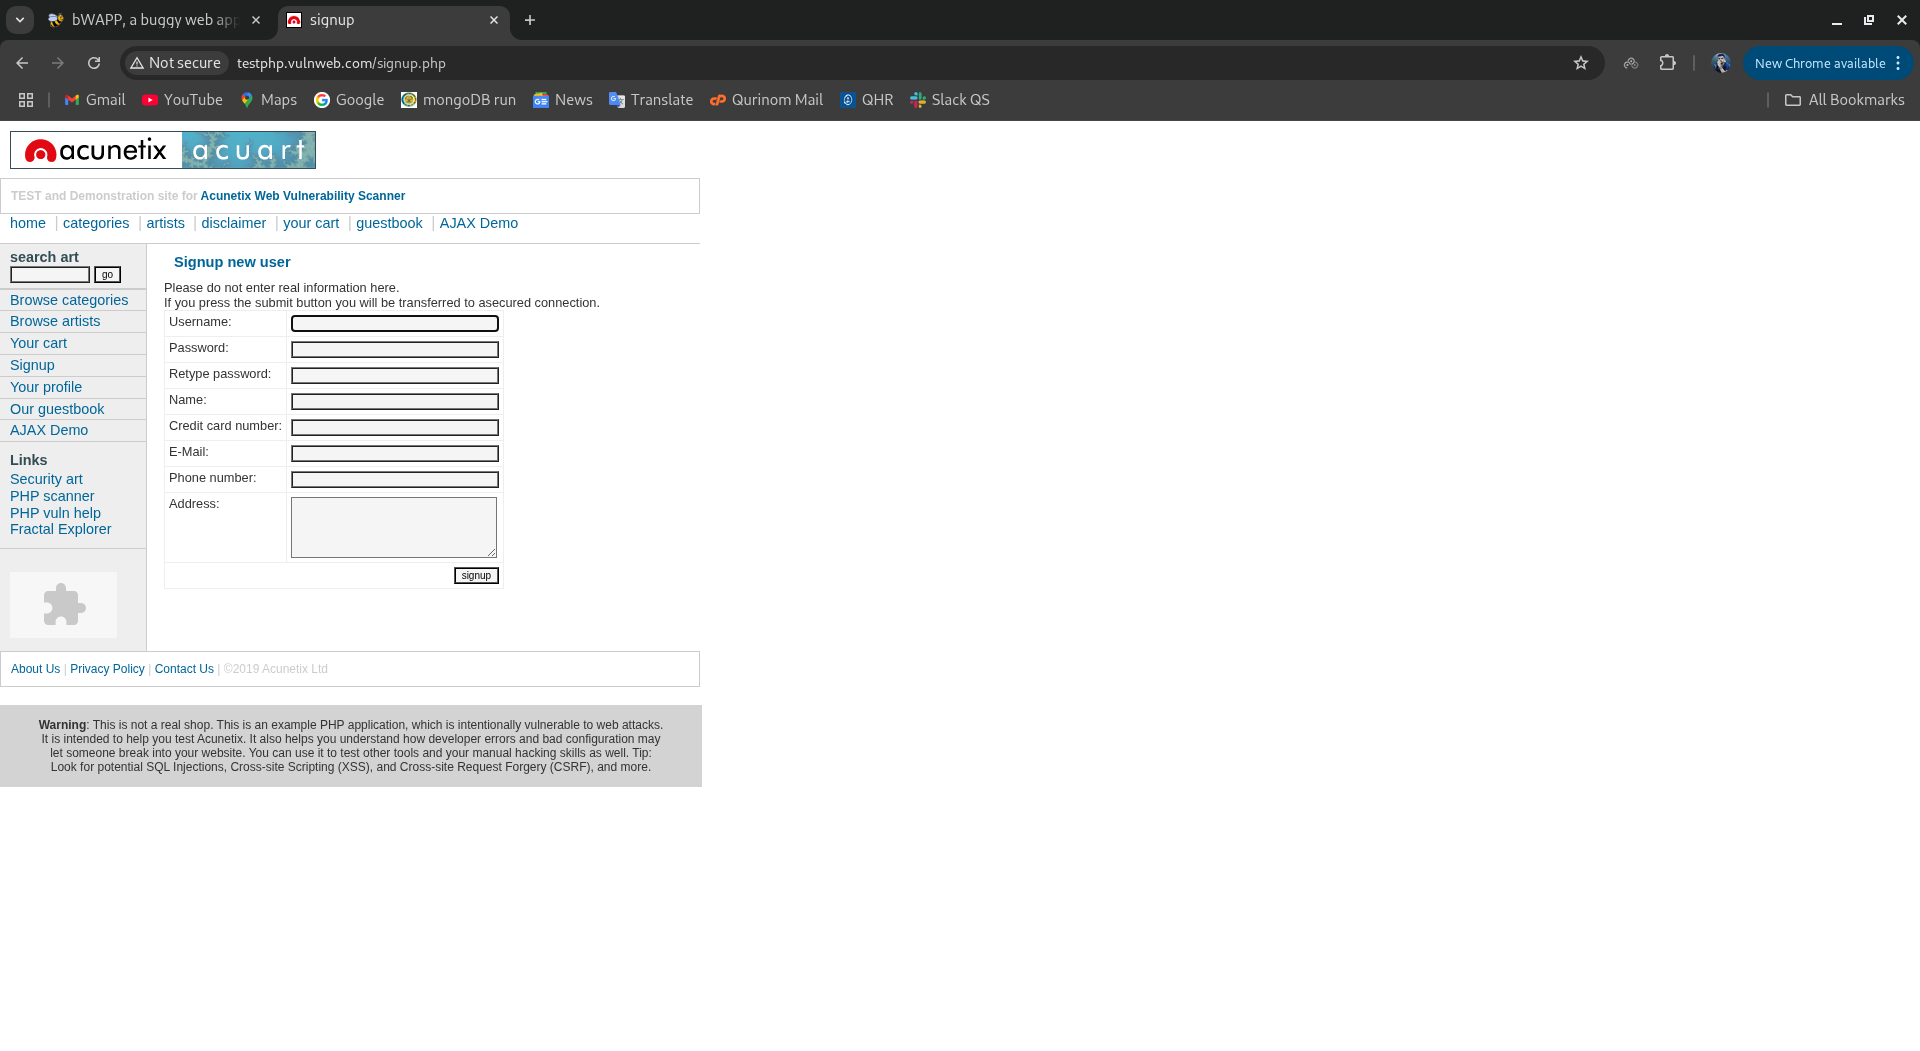 bWAPP, a buggy web app
signup
Not secure
testphp.vulnweb.com/signup.php
New Chrome available
Gmail
YouTube
Maps
Google
mongoDB run
News
Translate
Qurinom Mail
QHR
Slack QS
All Bookmarks
acunetix acuart
TEST and Demonstration site for Acunetix Web Vulnerability Scanner
home | categories | artists | disclaimer | your cart | guestbook | AJAX Demo
search art
go
Browse categories
Browse artists
Your cart
Signup
Your profile
Our guestbook
AJAX Demo
Links
Security art
PHP scanner
PHP vuln help
Fractal Explorer
Signup new user
Please do not enter real information here.
If you press the submit button you will be transferred to asecured connection.
Username:
Password:
Retype password:
Name:
Credit card number:
E-Mail:
Phone number:
Address:
signup
About Us | Privacy Policy | Contact Us | ©2019 Acunetix Ltd
Warning: This is not a real shop. This is an example PHP application, which is intentionally vulnerable to web attacks.
It is intended to help you test Acunetix. It also helps you understand how developer errors and bad configuration may
let someone break into your website. You can use it to test other tools and your manual hacking skills as well. Tip:
Look for potential SQL Injections, Cross-site Scripting (XSS), and Cross-site Request Forgery (CSRF), and more.